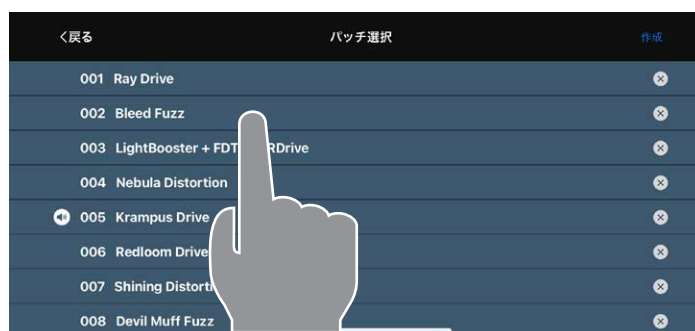 く戻る
パッチ選択
作成
001 Ray Drive
002 Bleed Fuzz
003 LightBooster + FDT RDrive
004 Nebula Distortion
005 Krampus Drive
006 Redloom Drive
007 Shining
008 Devil Muff Fuzz